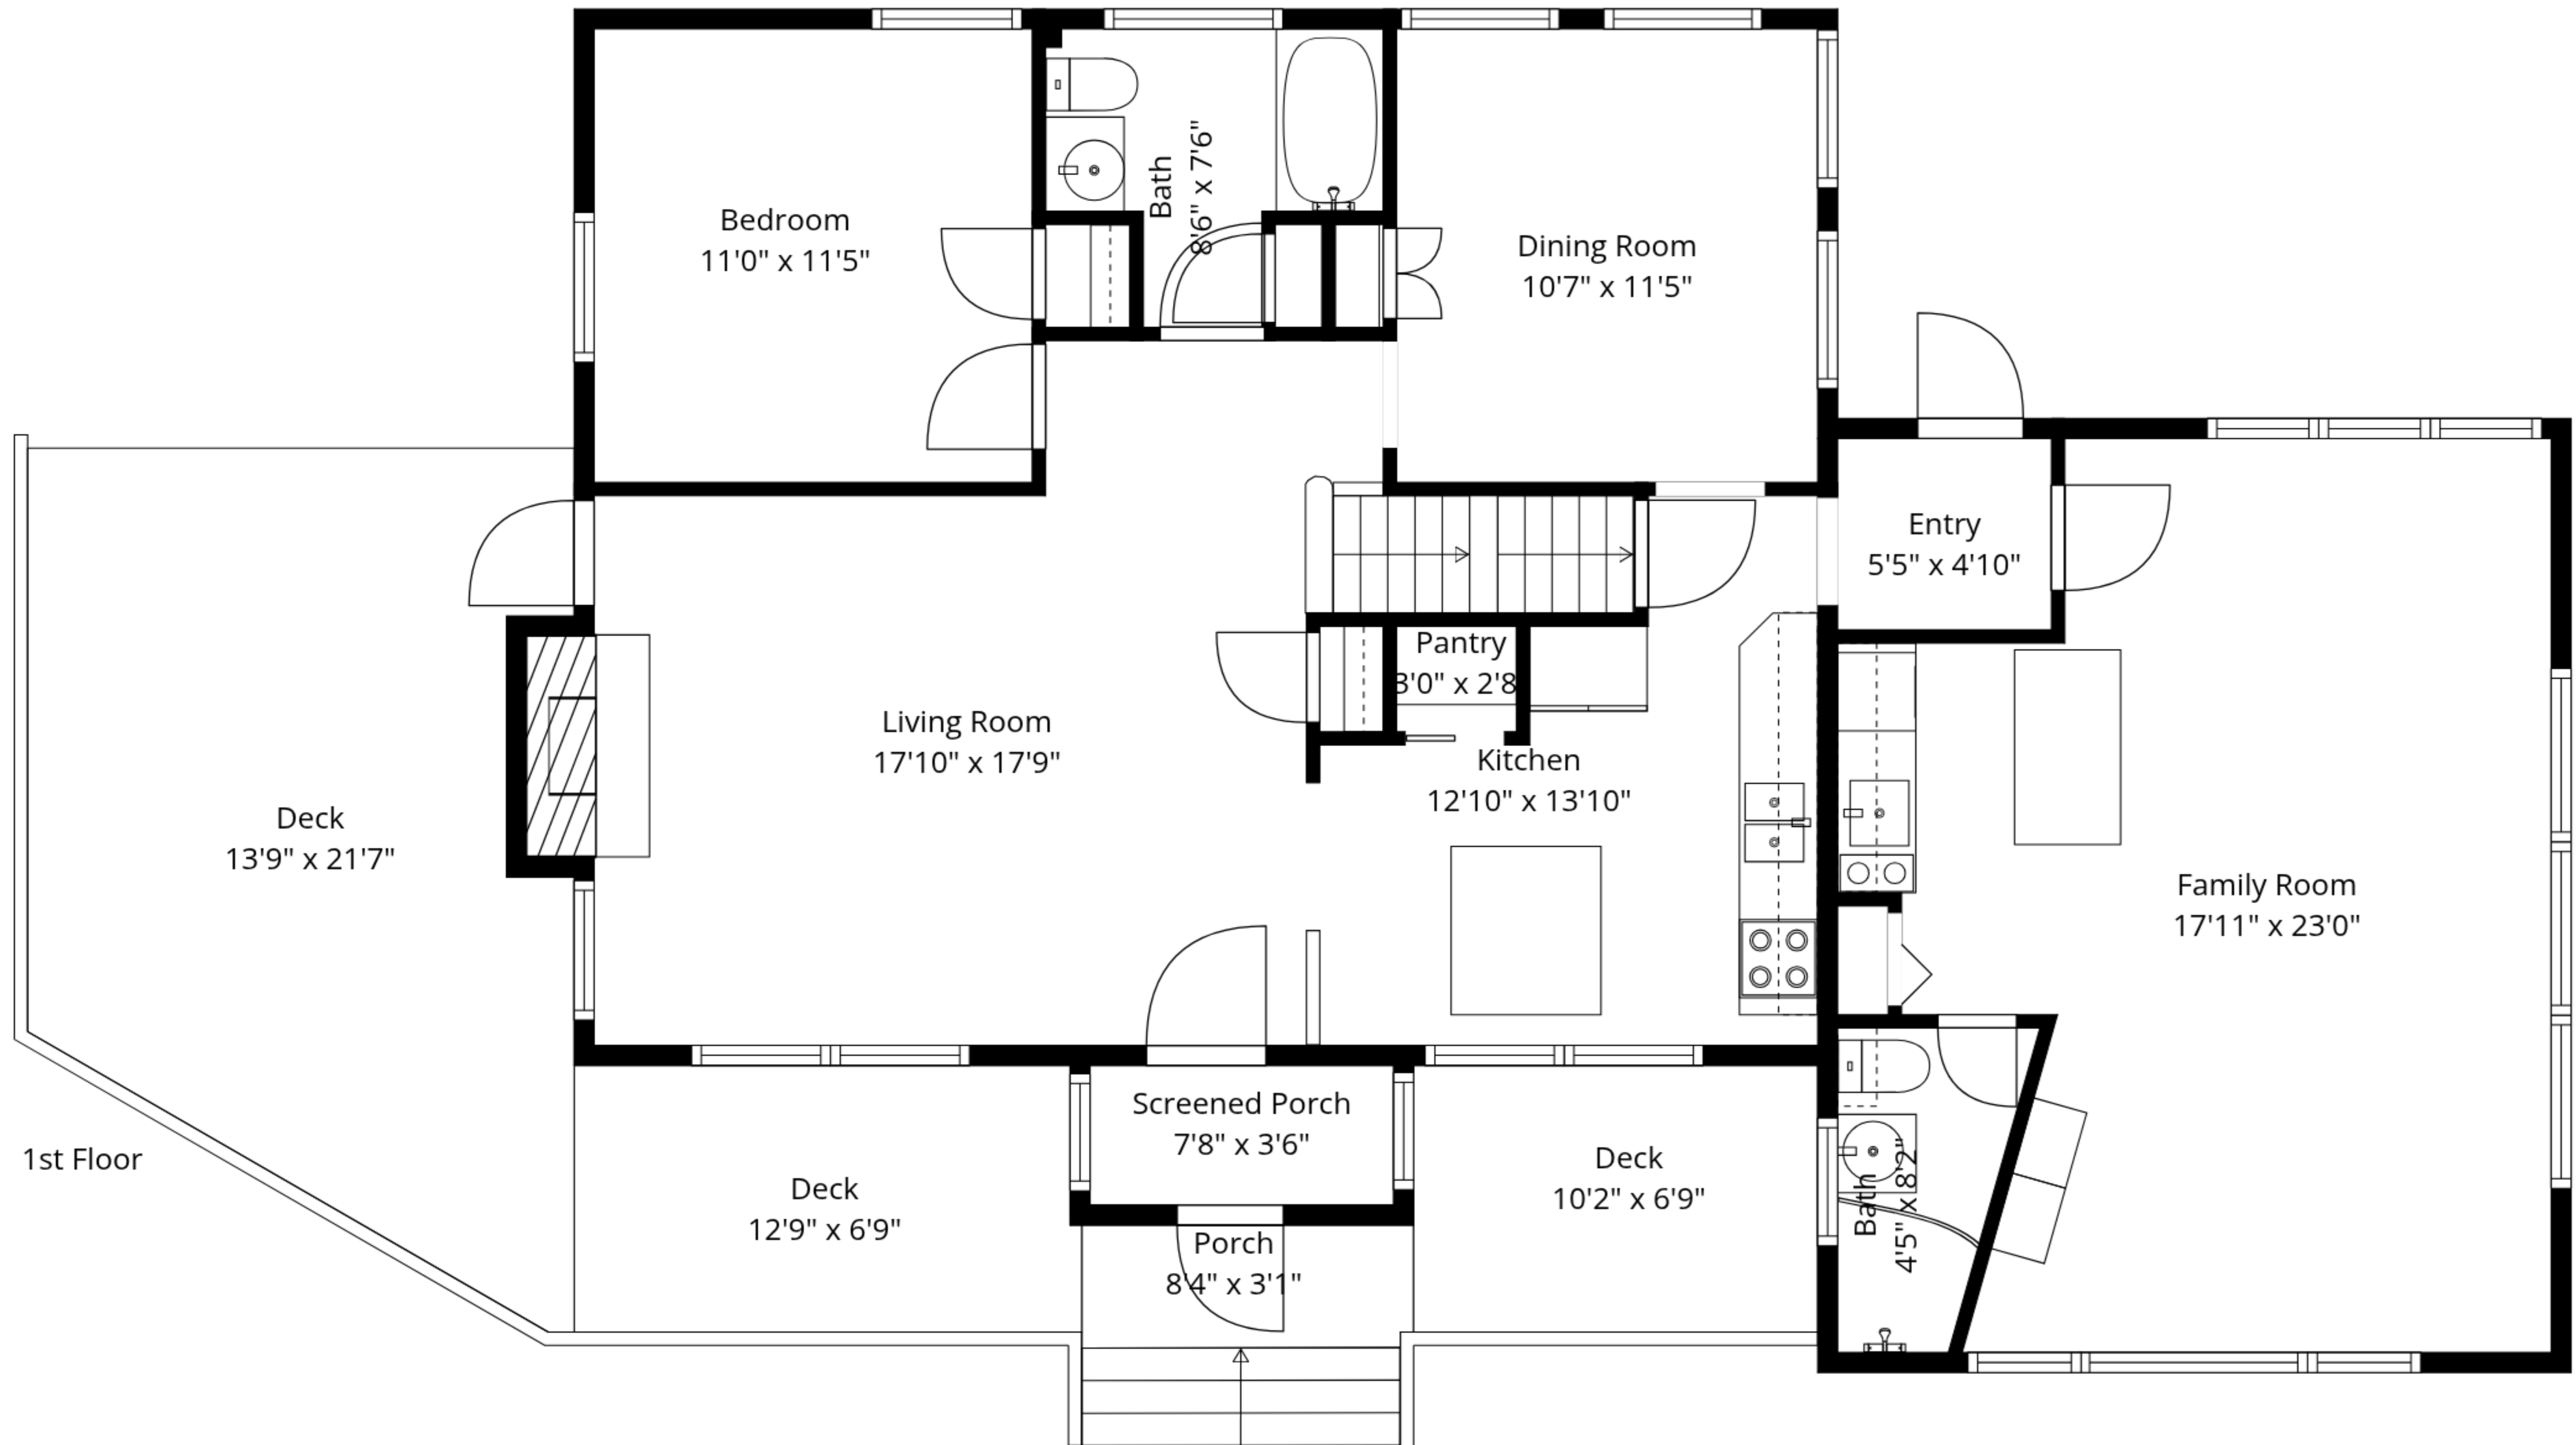 Bedroom
11'0" x 11'5"
Bath
8'6" x 7'6"
Dining Room
10'7" x 11'5"
Entry
5'5" x 4'10"
Pantry
3'0" x 2'8
Living Room
17'10" x 17'9"
Kitchen
12'10" x 13'10"
Deck
13'9" x 21'7"
Family Room
17'11" x 23'0"
Screened Porch
7'8" x 3'6"
1st Floor
Deck
12'9" x 6'9"
Deck
10'2" x 6'9"
Bath
4'5" x 8'2"
Porch
8'4" x 3'1"